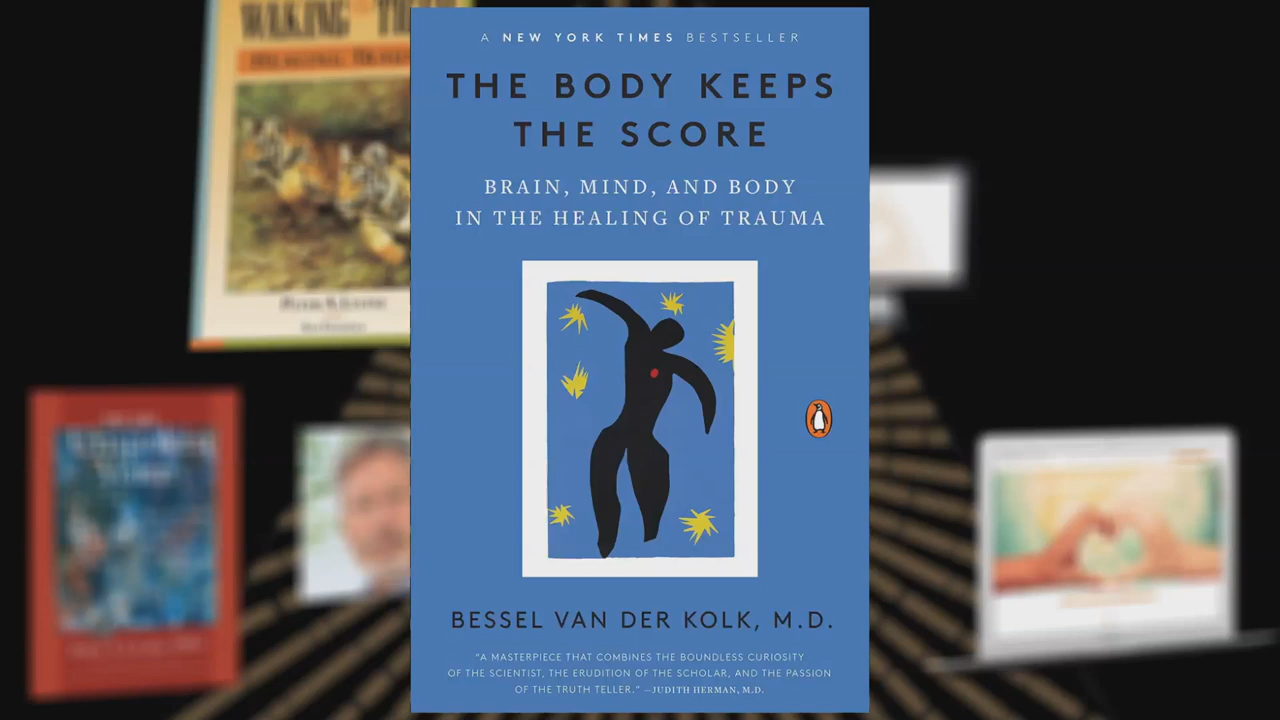 A NEW YORK TIMES BESTSELLER
THE BODY KEEPS
THE SCORE
BRAIN, MIND, AND BODY
IN THE HEALING OF TRAUMA
BESSEL VAN DER KOLK, M.D.
"A MASTERPIECE THAT COMBINES THE BOUNDLESS CURIOSITY
OF THE SCIENTIST, THE ERUDITION OF THE SCHOLAR, AND THE PASSION
OF THE TRUTH TELLER." —JUDITH HERMAN, M.D.
WAKING